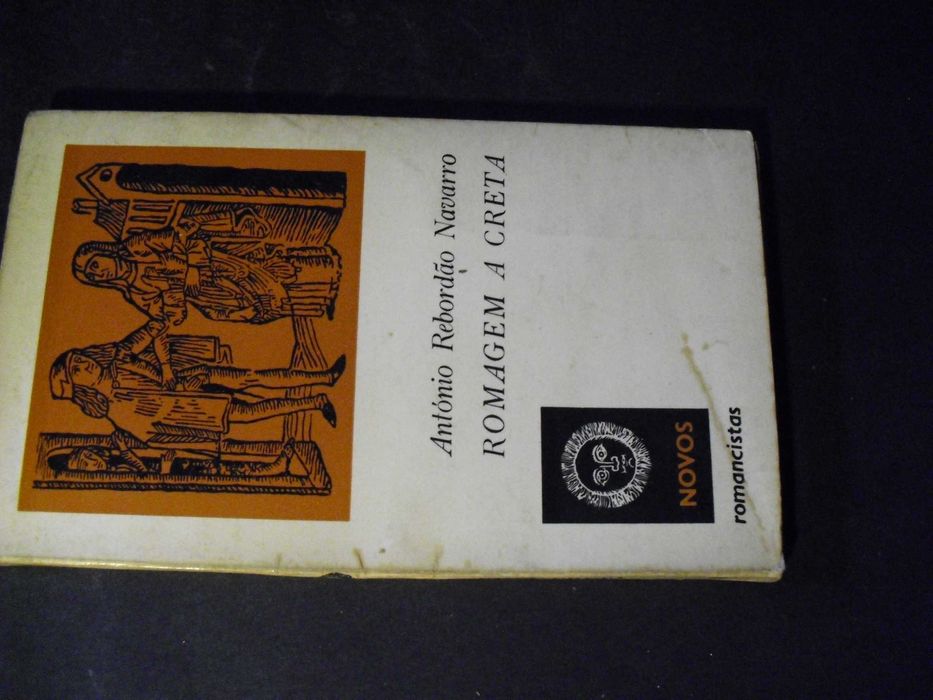 António Rebordão Navarro
ROMAGEM A CRETA
NOVOS
romancistas